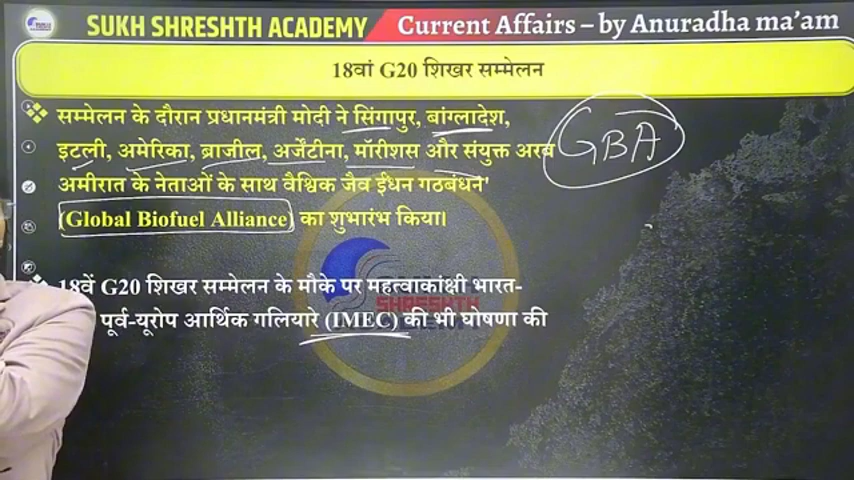 SUKH SHRESHTH ACADEMY
Current Affairs – by Anuradha ma'am
18वां G20 शिखर सम्मेलन
सम्मेलन के दौरान प्रधानमंत्री मोदी ने सिंगापुर, बांग्लादेश,
इटली, अमेरिका, ब्राजील, अर्जेंटीना, मॉरीशस और संयुक्त अरब
GBA
अमीरात के नेताओं के साथ वैश्विक जैव ईंधन गठबंधन'
(Global Biofuel Alliance) का शुभारंभ किया।
18वें G20 शिखर सम्मेलन के मौके पर महत्वाकांक्षी भारत-
पूर्व-यूरोप आर्थिक गलियारे (IMEC) की भी घोषणा की